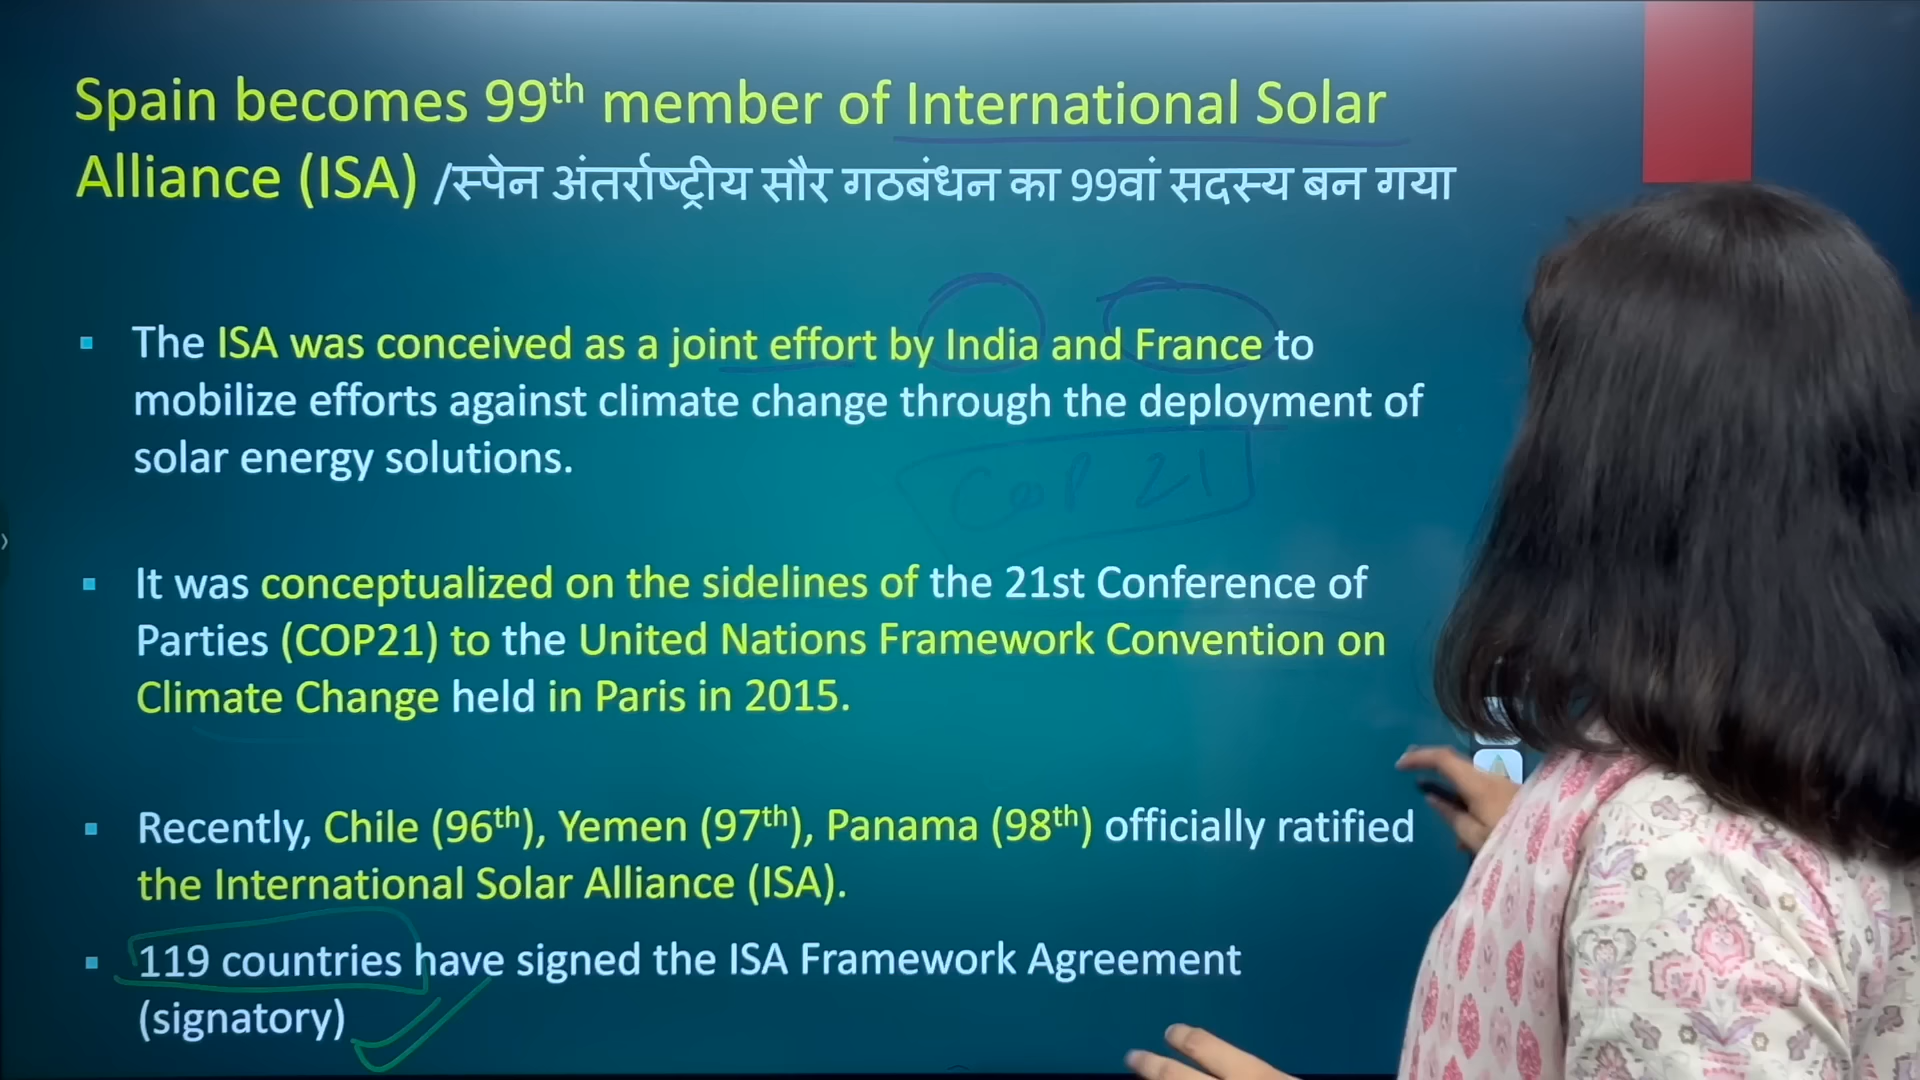 Spain becomes 99th member of International Solar
Alliance (ISA) /स्पेन अंतर्राष्ट्रीय सौर गठबंधन का 99वां सदस्य बन गया
The ISA was conceived as a joint effort by India and France to
mobilize efforts against climate change through the deployment of
solar energy solutions.
COP 21
It was conceptualized on the sidelines of the 21st Conference of
Parties (COP21) to the United Nations Framework Convention on
Climate Change held in Paris in 2015.
Recently, Chile (96th), Yemen (97th), Panama (98th) officially ratified
the International Solar Alliance (ISA).
119 countries have signed the ISA Framework Agreement
(signatory)